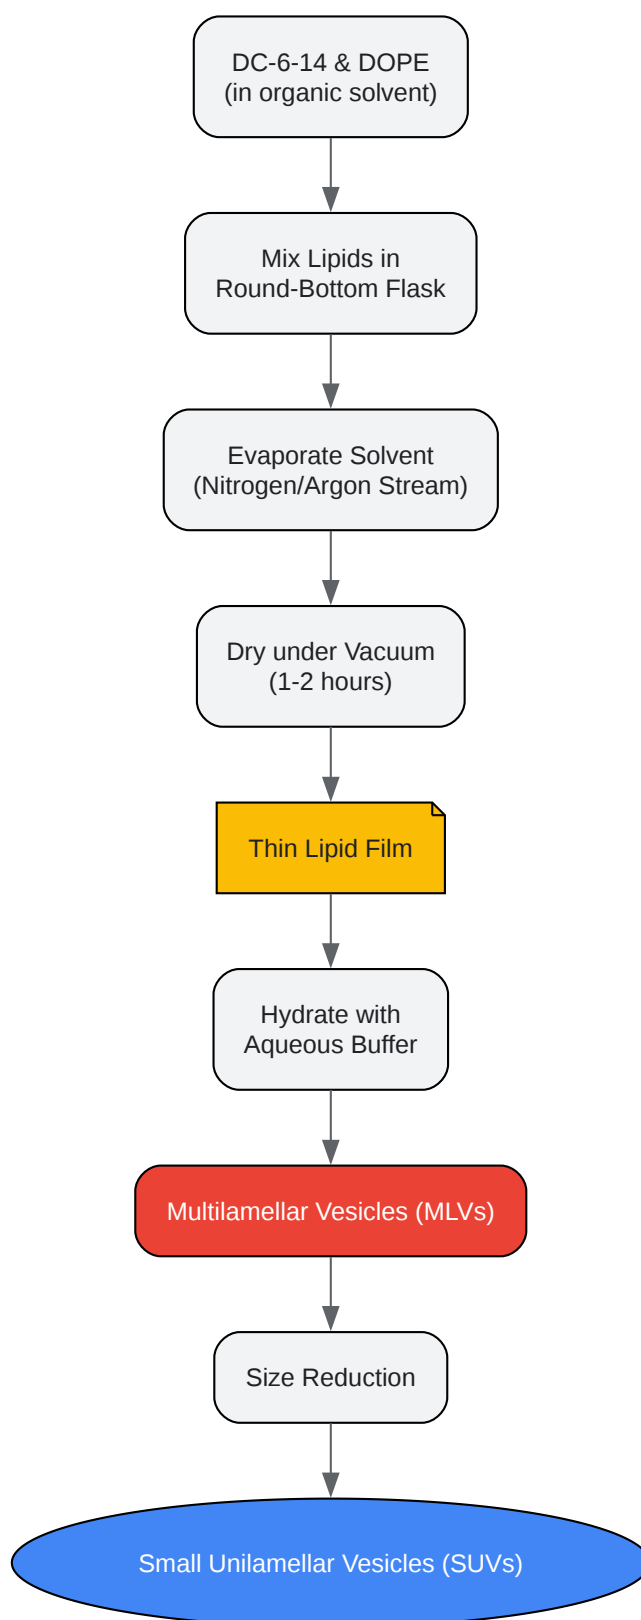 DC-6-14 & DOPE
(in organic solvent)
Mix Lipids in
Round-Bottom Flask
Evaporate Solvent
(Nitrogen/Argon Stream)
Dry under Vacuum
(1-2 hours)
Thin Lipid Film
Hydrate with
Aqueous Buffer
Multilamellar Vesicles (MLVs)
Size Reduction
Small Unilamellar Vesicles (SUVs)